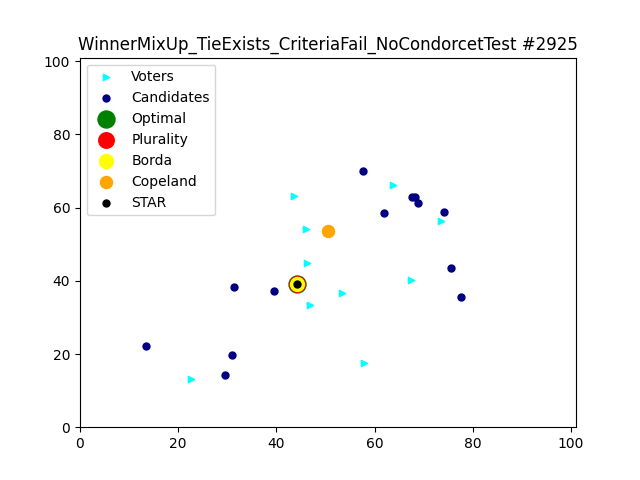 WinnerMixUp_TieExists_CriteriaFail_NoCondorcetTest #2925
100
80
60
40
20
0
Voters
Candidates
Optimal
Plurality
Borda
Copeland
STAR
0 20 40 60 80 100